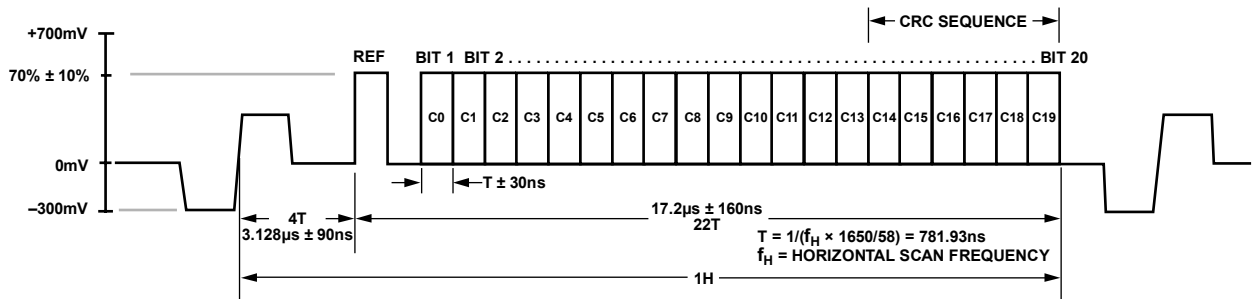 CRC SEQUENCE
+700mV
REF
BIT 1 BIT 2 . . . . . . . . . . . . . . . . . . . . . . . . . . . . . . . . . . . . . . . . . . . . . . . . . . . . . . . . . . . . BIT 20
70% ± 10%
C0 C1 C2 C3 C4 C5 C6 C7 C8 C9 C10 C11 C12 C13 C14 C15 C16 C17 C18 C19
0mV
T ± 30ns
–300mV
4T
3.128µs ± 90ns
17.2µs ± 160ns
22T
T = 1/(fH × 1650/58) = 781.93ns
fH = HORIZONTAL SCAN FREQUENCY
1H